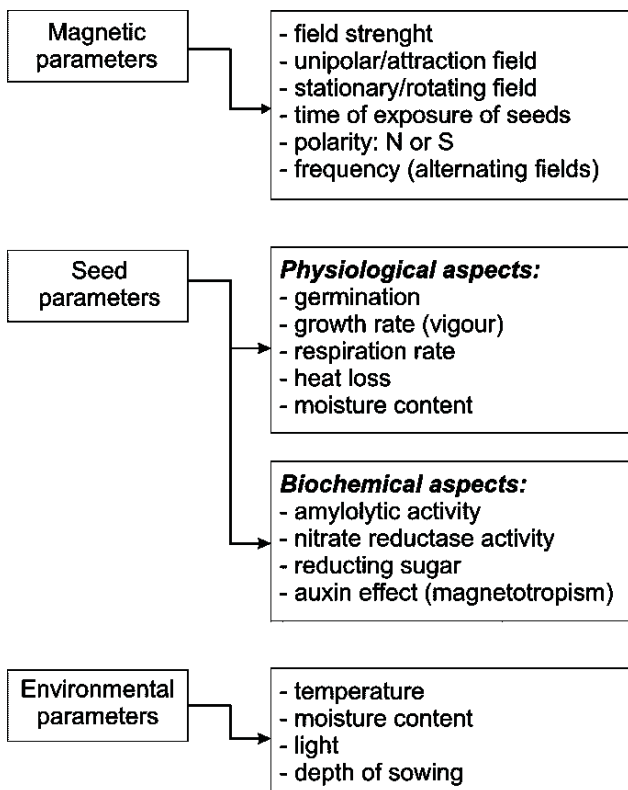 Magnetic
parameters
- field strenght
- unipolar/attraction field
- stationary/rotating field
- time of exposure of seeds
- polarity: N or S
- frequency (alternating fields)
Seed
parameters
Physiological aspects:
- germination
- growth rate (vigour)
- respiration rate
- heat loss
- moisture content
Biochemical aspects:
- amylolytic activity
- nitrate reductase activity
- reducting sugar
- auxin effect (magnetotropism)
Environmental
parameters
- temperature
- moisture content
- light
- depth of sowing